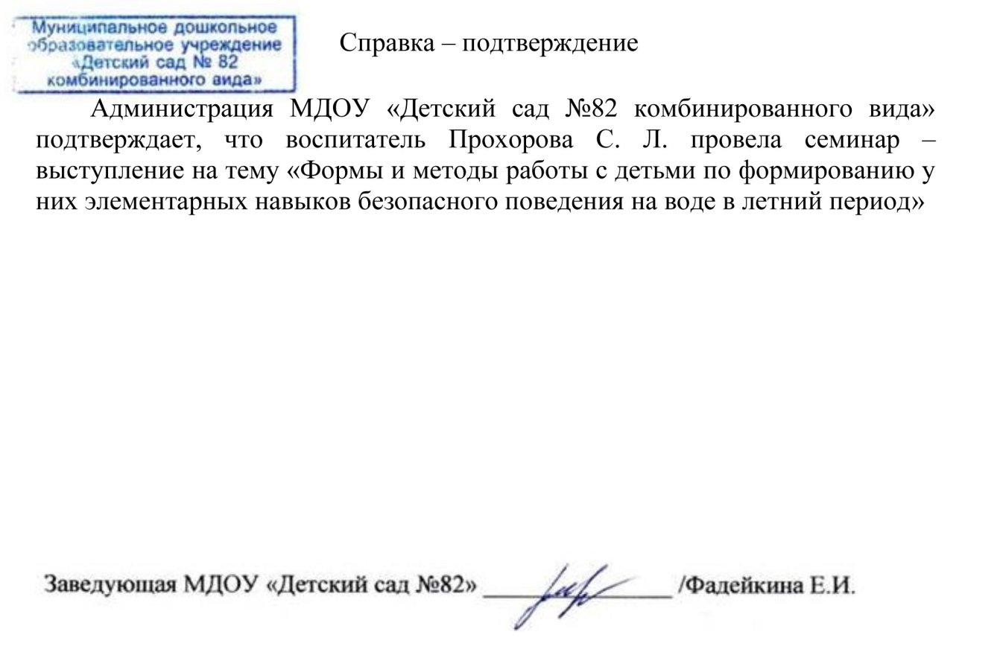 Муниципальное дошкольное
образовательное учреждение
«Детский сад № 82
комбинированного вида»
Справка – подтверждение
Администрация МДОУ «Детский сад №82 комбинированного вида»
подтверждает, что воспитатель Прохорова С. Л. провела семинар –
выступление на тему «Формы и методы работы с детьми по формированию у
них элементарных навыков безопасного поведения на воде в летний период»
Заведующая МДОУ «Детский сад №82» /Фадейкина Е.И.